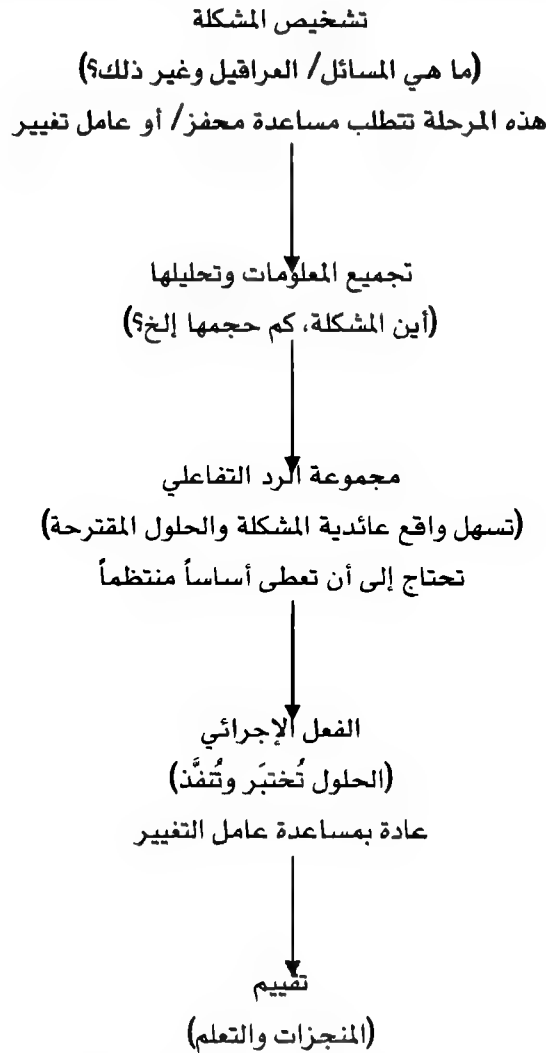 تشخيص المشكلة
(ما هي المسائل/ العراقيل وغير ذلك؟)
هذه المرحلة تتطلب مساعدة محفز/ أو عامل تغيير
تجميع المعلومات وتحليلها
(أين المشكلة، كم حجمها إلخ؟)
مجموعة الرد التفاعلي
(تسهل واقع عائدية المشكلة والحلول المقترحة)
تحتاج إلى أن تعطى أساساً منتظماً
الفعل الإجرائي
(الحلول تُختبَر وتُنفَّذ)
عادة بمساعدة عامل التغيير
تقييم
(المنجزات والتعلم)